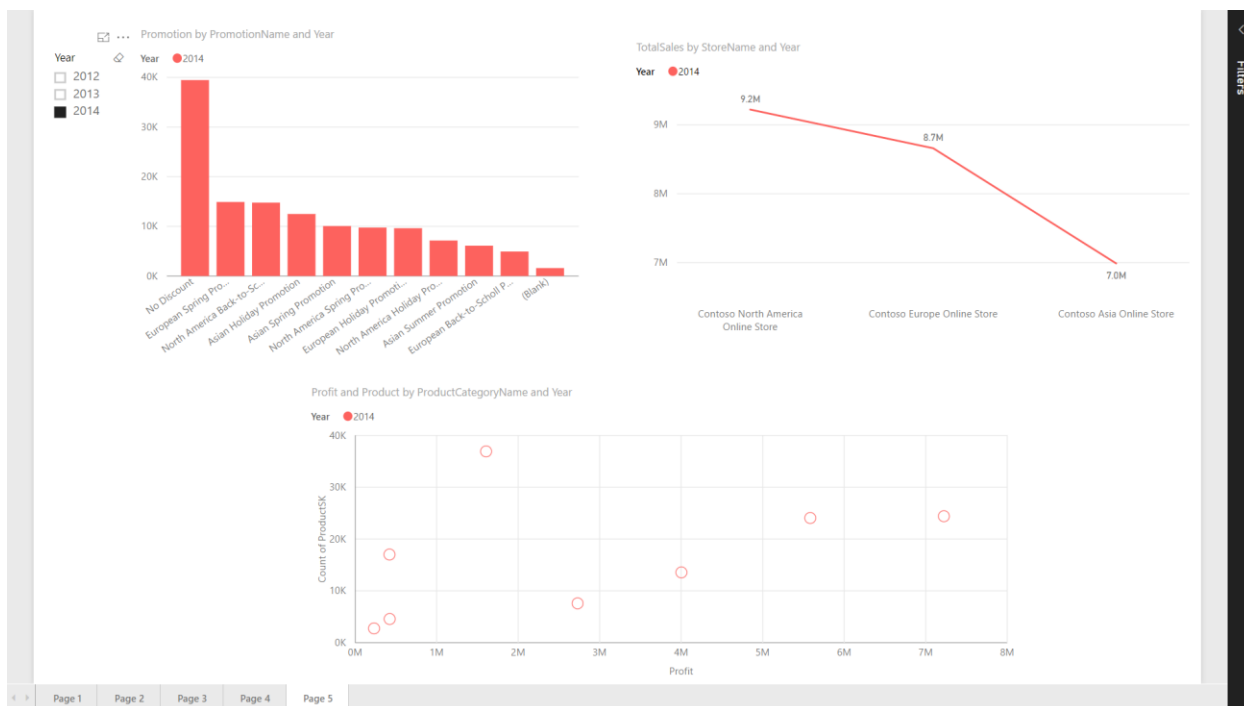 Promotion by PromotionName and Year
Year
2012
2013
2014
Year 2014
40K
30K
20K
10K
0K
No Discount
European Spring Pro...
North America Back-to-Sc...
Asian Holiday Promotion
Asian Spring Promotion
North America Spring Pro...
European Holiday Promoti...
North America Holiday Pro...
Asian Summer Promotion
European Back-to-Scholl P...
(Blank)
TotalSales by StoreName and Year
Year 2014
9M
8M
7M
9.2M
8.7M
7.0M
Contoso North America
Online Store
Contoso Europe Online Store
Contoso Asia Online Store
Profit and Product by ProductCategoryName and Year
Year 2014
Count of ProductSK
40K
30K
20K
10K
0K
0M 1M 2M 3M 4M 5M 6M 7M 8M
Profit
Filters
Page 1 Page 2 Page 3 Page 4 Page 5